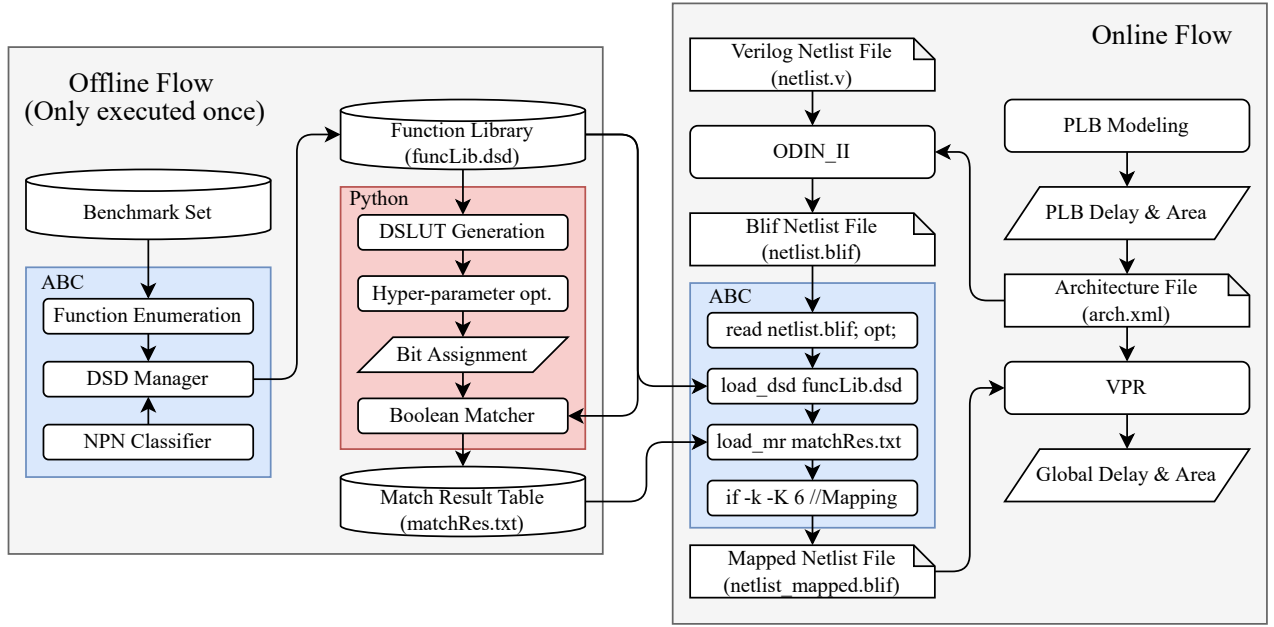 Offline Flow
(Only executed once)
Benchmark Set
ABC
Function Enumeration
DSD Manager
NPN Classifier
Function Library
(funcLib.dsd)
Python
DSLUT Generation
Hyper-parameter opt.
Bit Assignment
Boolean Matcher
Match Result Table
(matchRes.txt)
Online Flow
Verilog Netlist File
(netlist.v)
ODIN_II
Blif Netlist File
(netlist.blif)
ABC
read netlist.blif; opt;
load_dsd funcLib.dsd
load_mr matchRes.txt
if -k -K 6 //Mapping
Mapped Netlist File
(netlist_mapped.blif)
PLB Modeling
PLB Delay & Area
Architecture File
(arch.xml)
VPR
Global Delay & Area